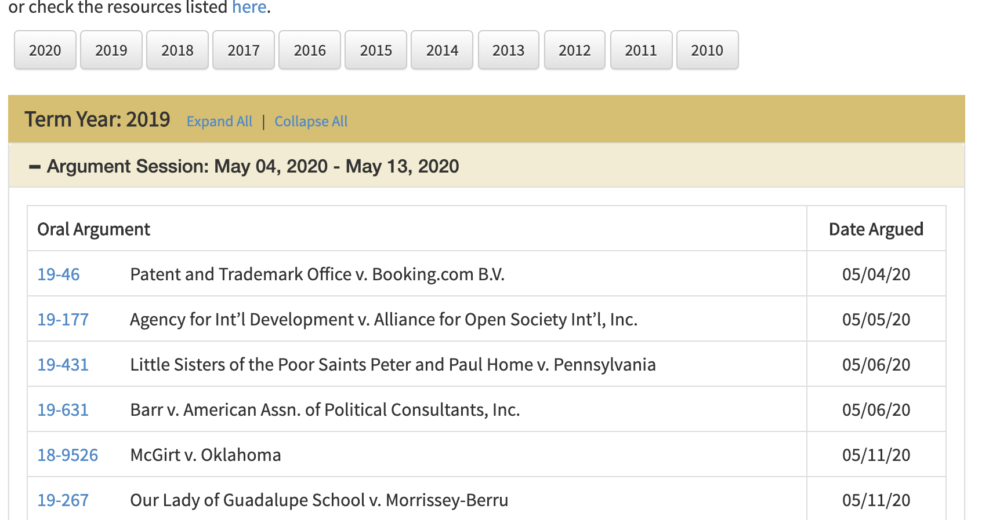 or check the resources listed here.
2020 2019 2018 2017 2016 2015 2014 2013 2012 2011 2010
Term Year: 2019 Expand All | Collapse All
− Argument Session: May 04, 2020 - May 13, 2020
Oral Argument Date Argued
19-46 Patent and Trademark Office v. Booking.com B.V. 05/04/20
19-177 Agency for Int’l Development v. Alliance for Open Society Int’l, Inc. 05/05/20
19-431 Little Sisters of the Poor Saints Peter and Paul Home v. Pennsylvania 05/06/20
19-631 Barr v. American Assn. of Political Consultants, Inc. 05/06/20
18-9526 McGirt v. Oklahoma 05/11/20
19-267 Our Lady of Guadalupe School v. Morrissey-Berru 05/11/20